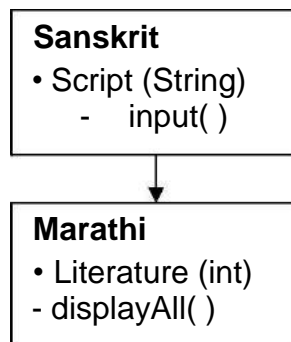 Sanskrit
• Script (String)
- input( )
Marathi
• Literature (int)
- displayAll( )